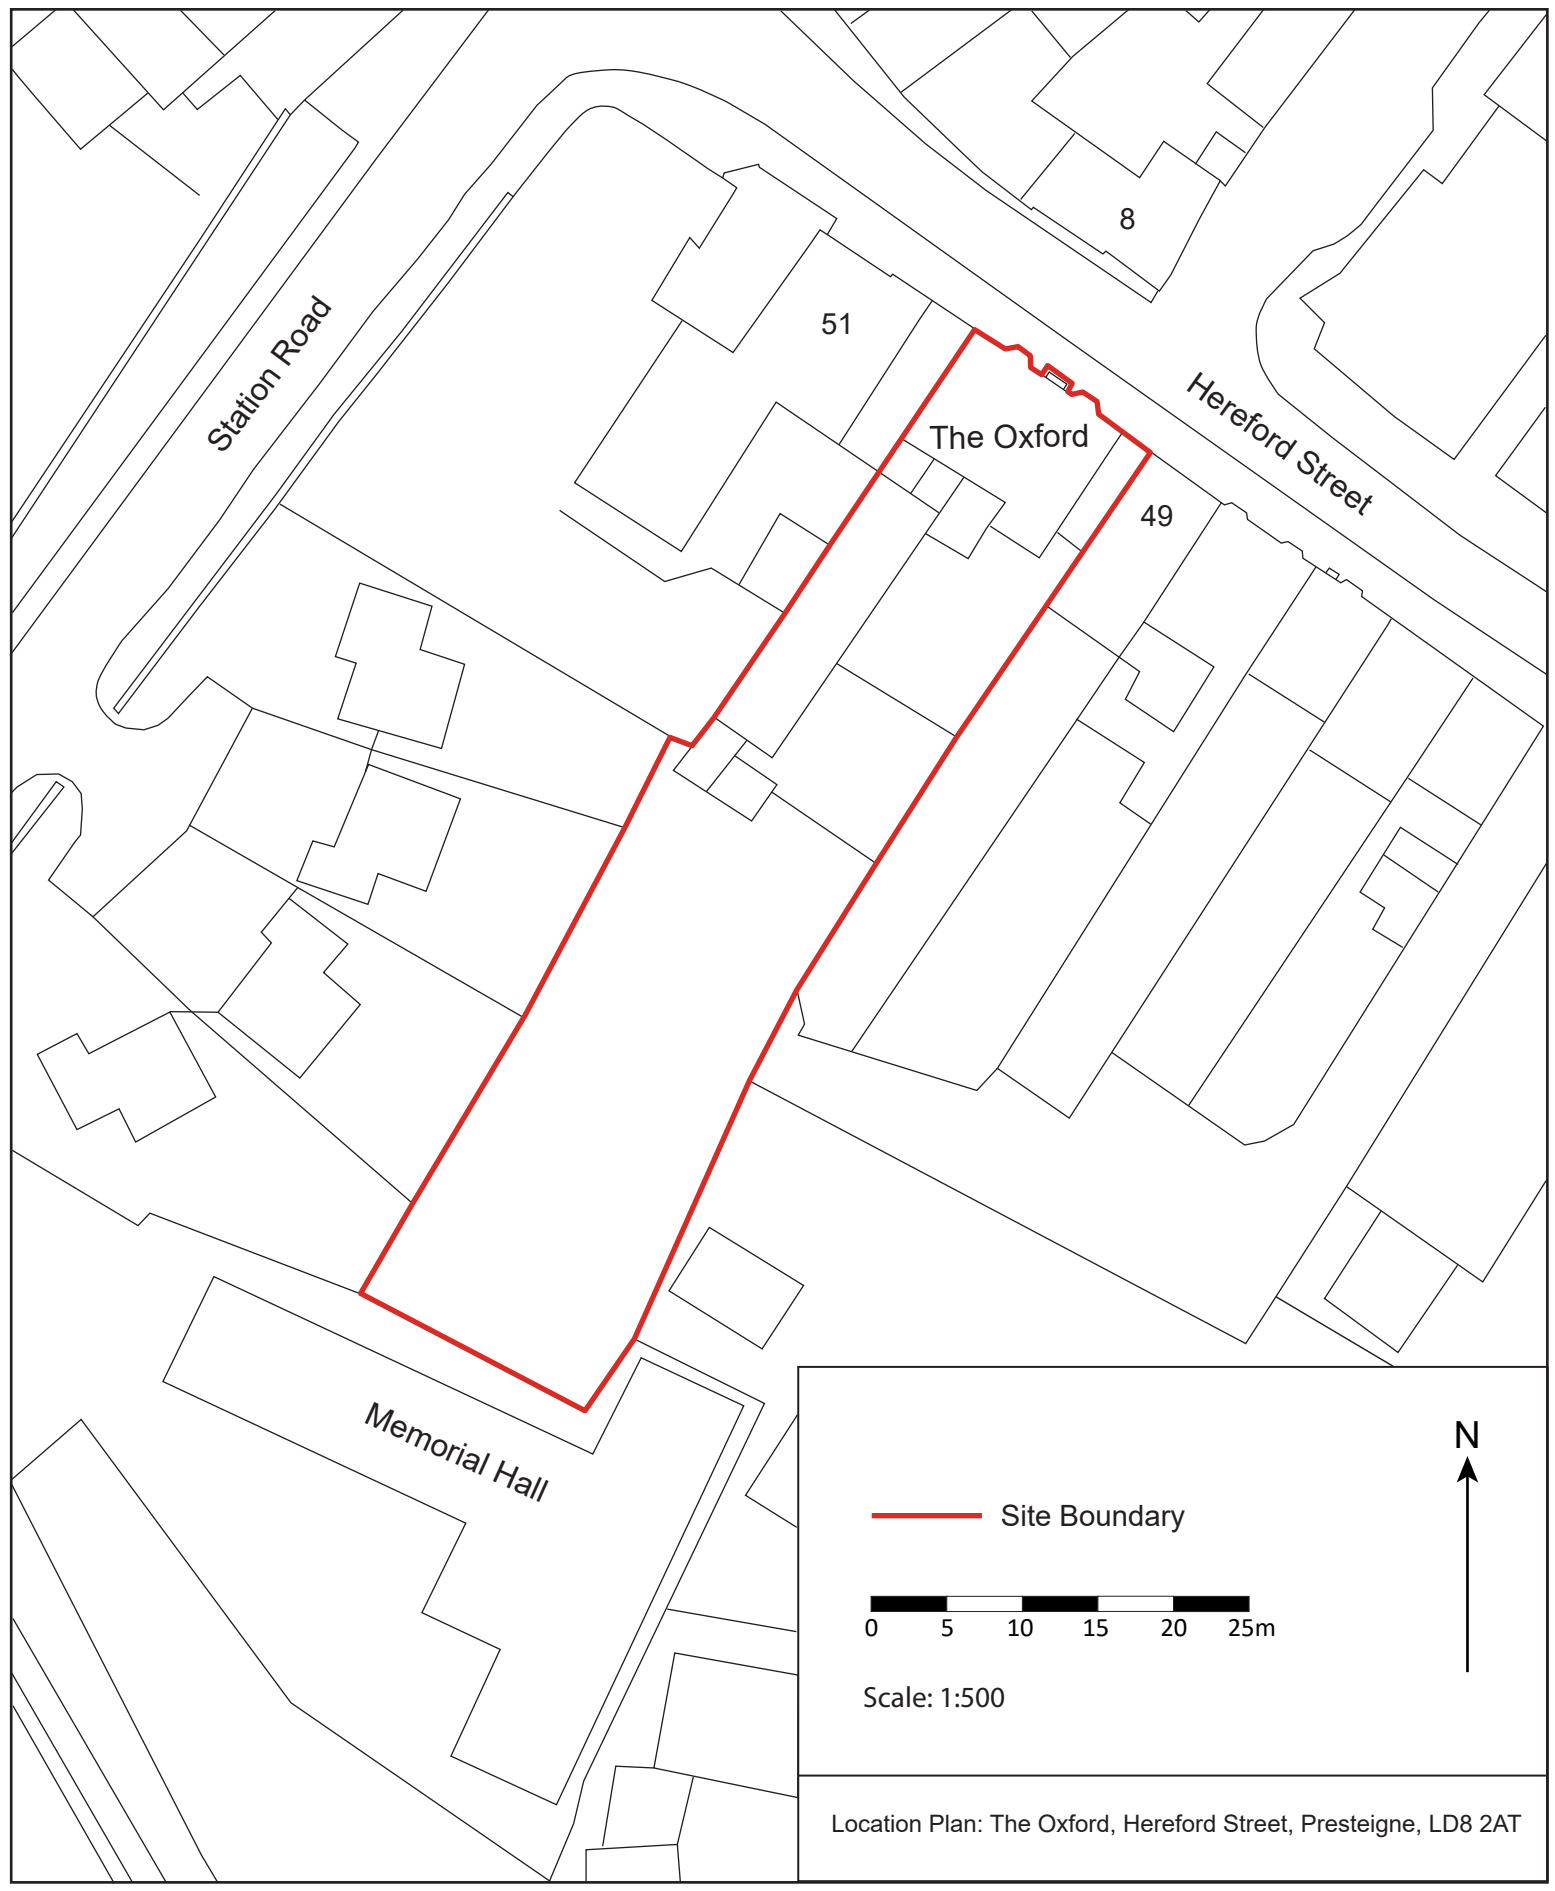 8
51
Station Road
Hereford Street
The Oxford
49
Memorial Hall
N
Site Boundary
0 5 10 15 20 25m
Scale: 1:500
Location Plan: The Oxford, Hereford Street, Presteigne, LD8 2AT